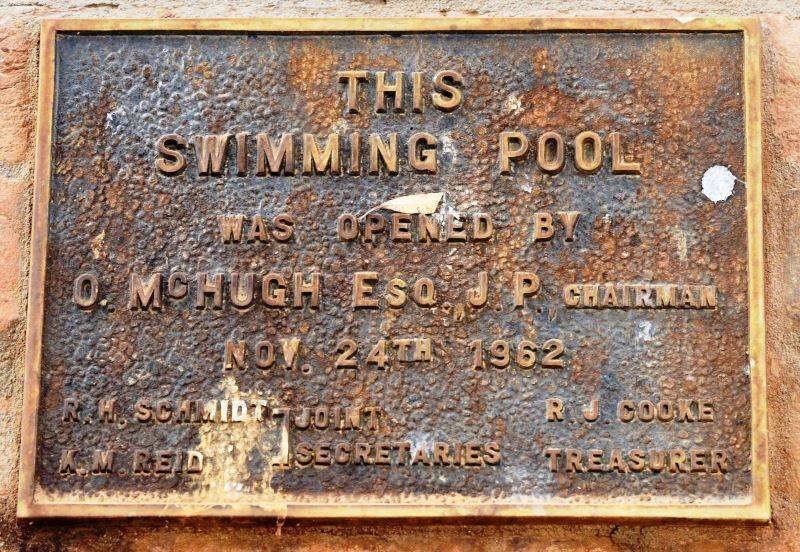 THIS
SWIMMING POOL
WAS OPENED BY
O. McHUGH ESQ. J.P. CHAIRMAN
NOV. 24TH 1962
R.H. SCHMIDT JOINT R.J. COOKE
K.M. REID SECRETARIES TREASURER